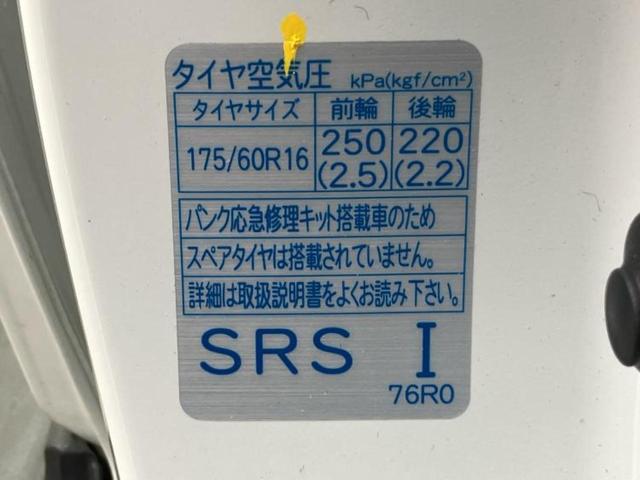 タイヤ空気圧 kPa(kgf/cm²)
タイヤサイズ 前輪 後輪
175/60R16 250 220
(2.5) (2.2)
パンク応急修理キット搭載車のため
スペアタイヤは搭載されていません。
詳細は取扱説明書をよくお読み下さい。
SRS I
76R0